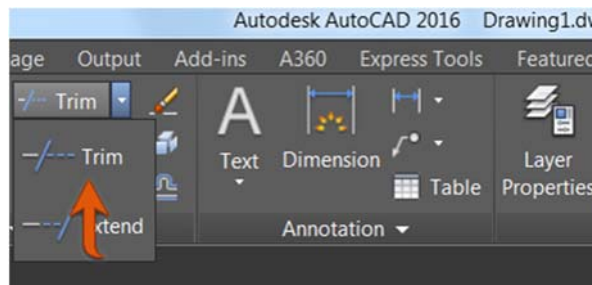 Autodesk AutoCAD 2016 Drawing1.dw
age Output Add-ins A360 Express Tools Featured
Trim
Trim
Extend
Text
Dimension
Table
Annotation
Layer
Properties